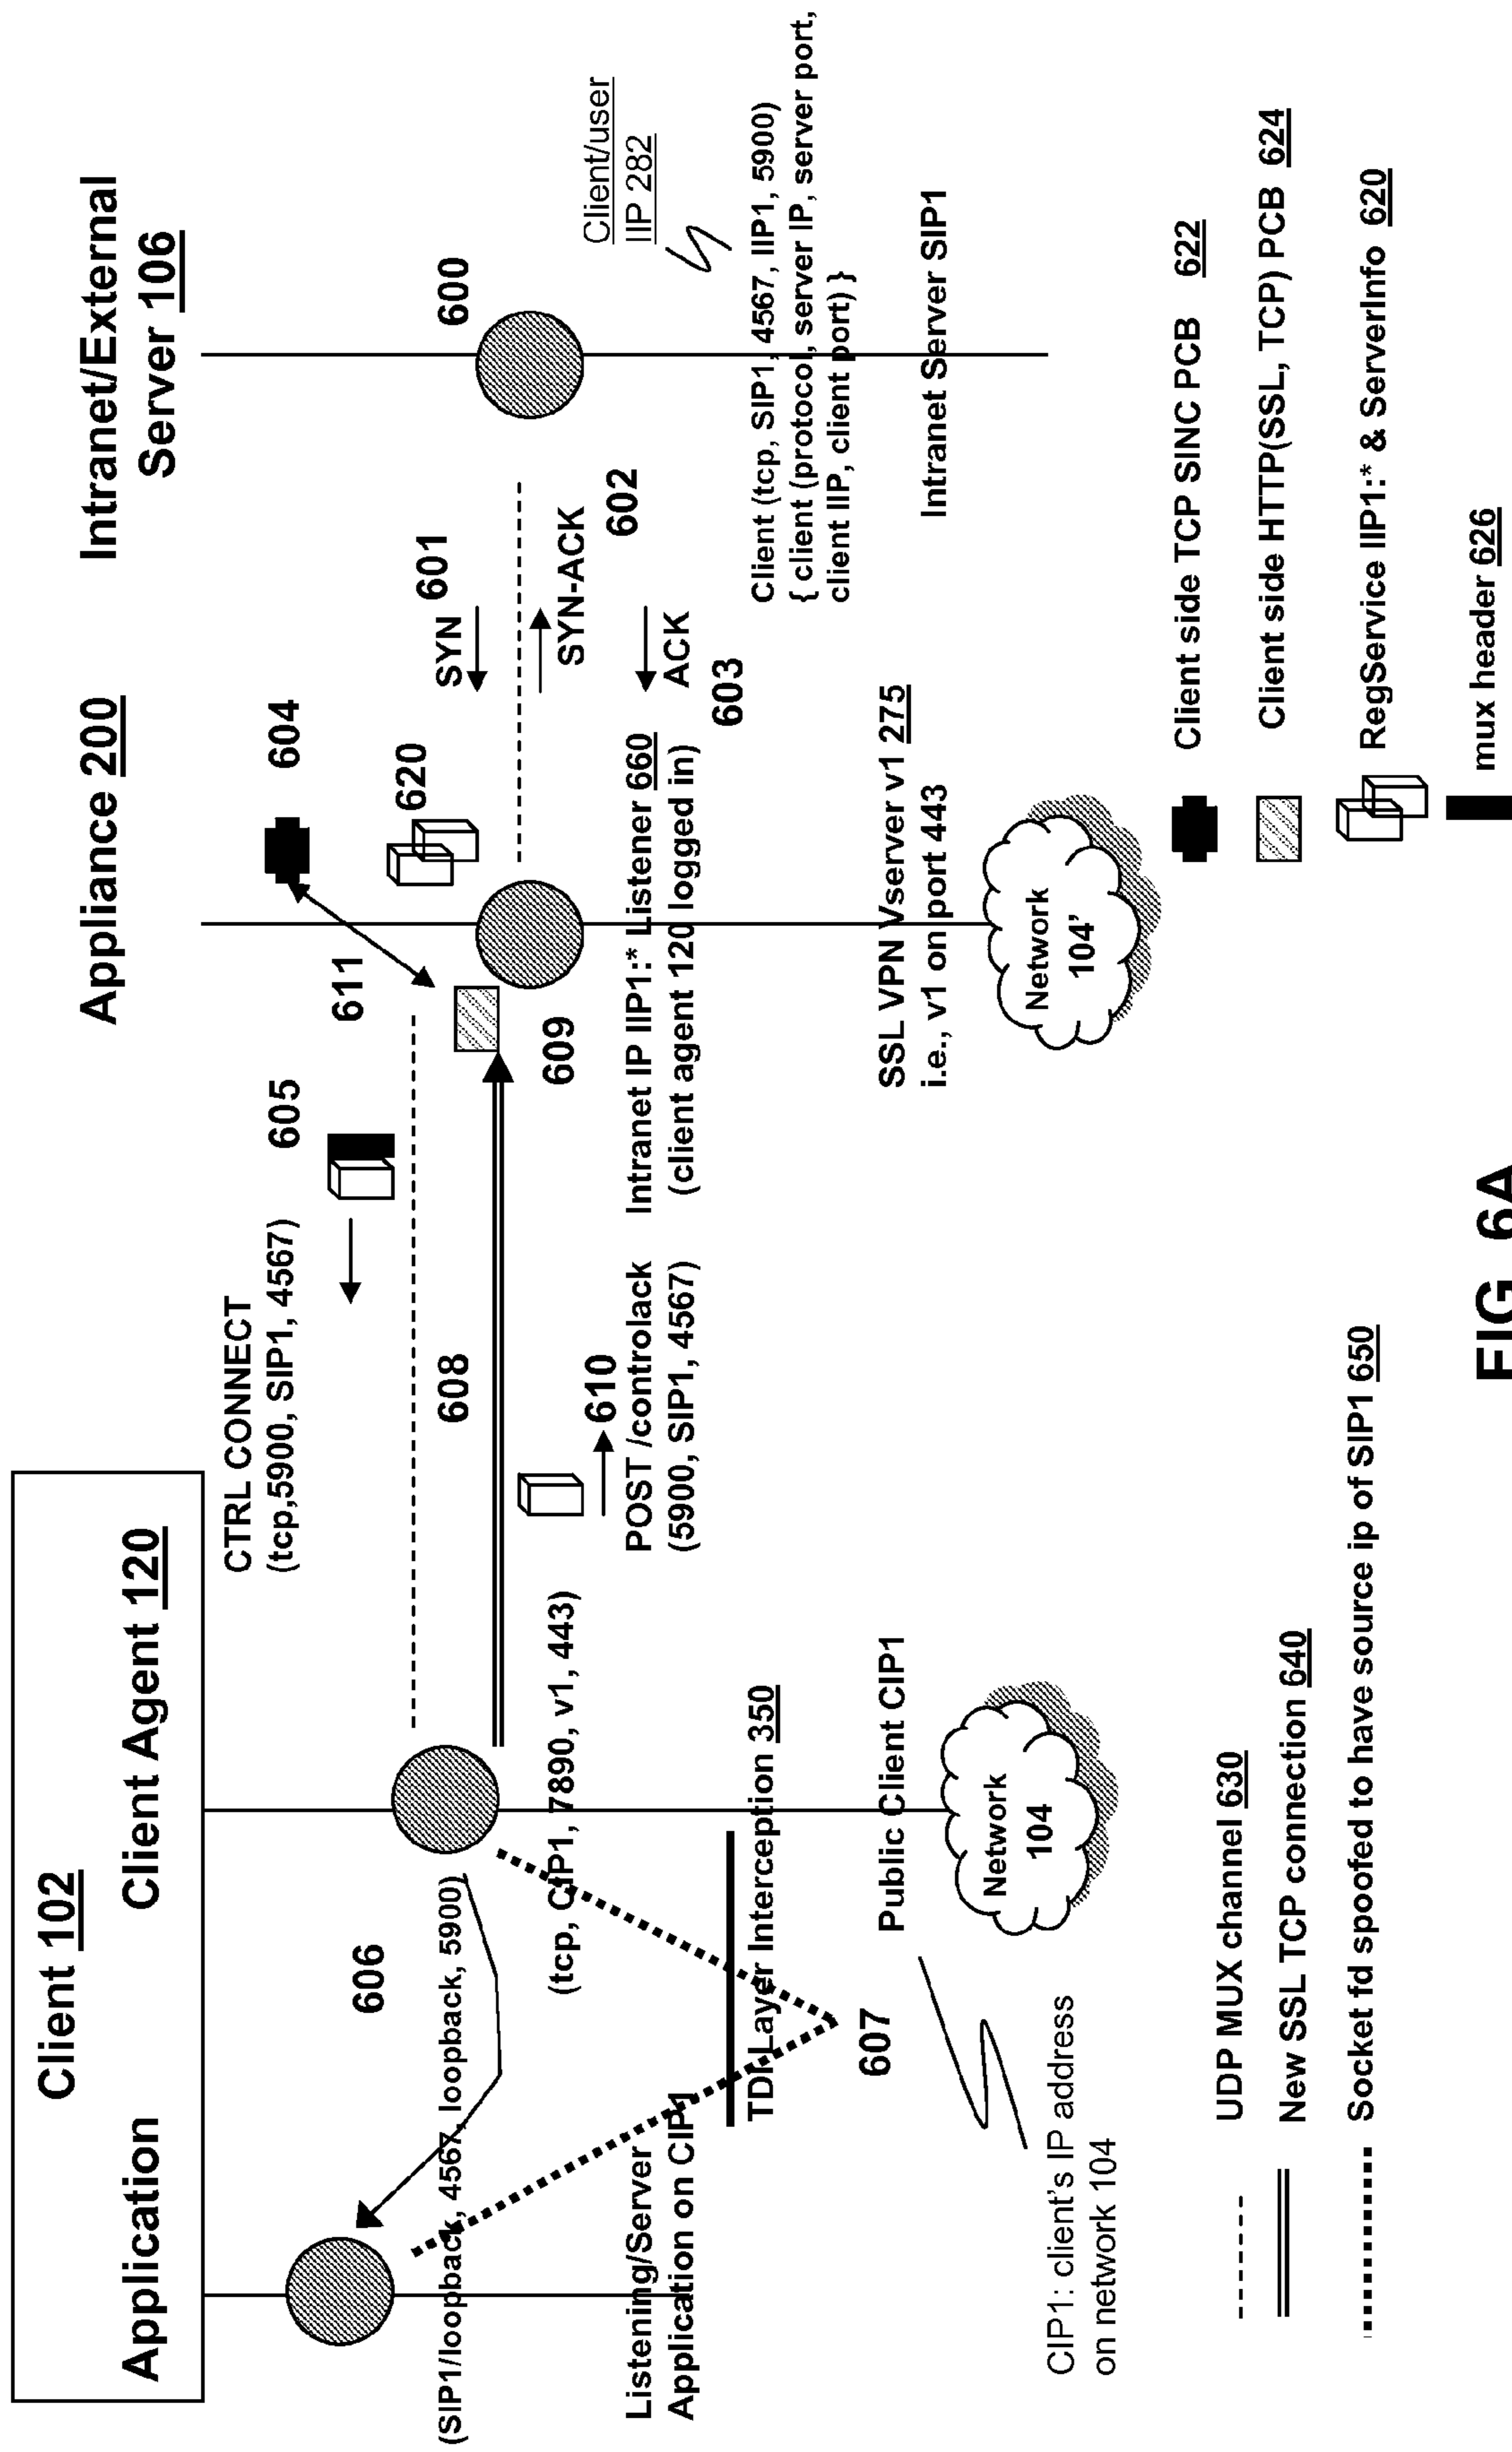 Client 102
Application
Client Agent 120
Appliance 200
Intranet/External
Server 106
CTRL CONNECT
(tcp,5900, SIP1, 4567)
605
611
604
620
SYN
601
600
SYN-ACK
602
ACK
603
Client/user
IIP 282
606
608
609
(SIP1/loopback, 4567, loopback, 5900)
(tcp, CIP1, 7890, v1, 443)
610
POST /controlack
(5900, SIP1, 4567)
Intranet IP IIP1:* Listener 660
(client agent 120 logged in)
Client (tcp, SIP1, 4567, IIP1, 5900)
{ client (protocol, server IP, server port,
client IIP, client port) }
Listening/Server
Application on CIP1
TDI Layer Interception 350
607
Public Client CIP1
SSL VPN Vserver v1 275
i.e., v1 on port 443
Intranet Server SIP1
Network
104
Network
104'
CIP1: client's IP address
on network 104
UDP MUX channel 630
New SSL TCP connection 640
Socket fd spoofed to have source ip of SIP1 650
Client side TCP SINC PCB 622
Client side HTTP(SSL, TCP) PCB 624
RegService IIP1:* & ServerInfo 620
mux header 626
FIG. 6A